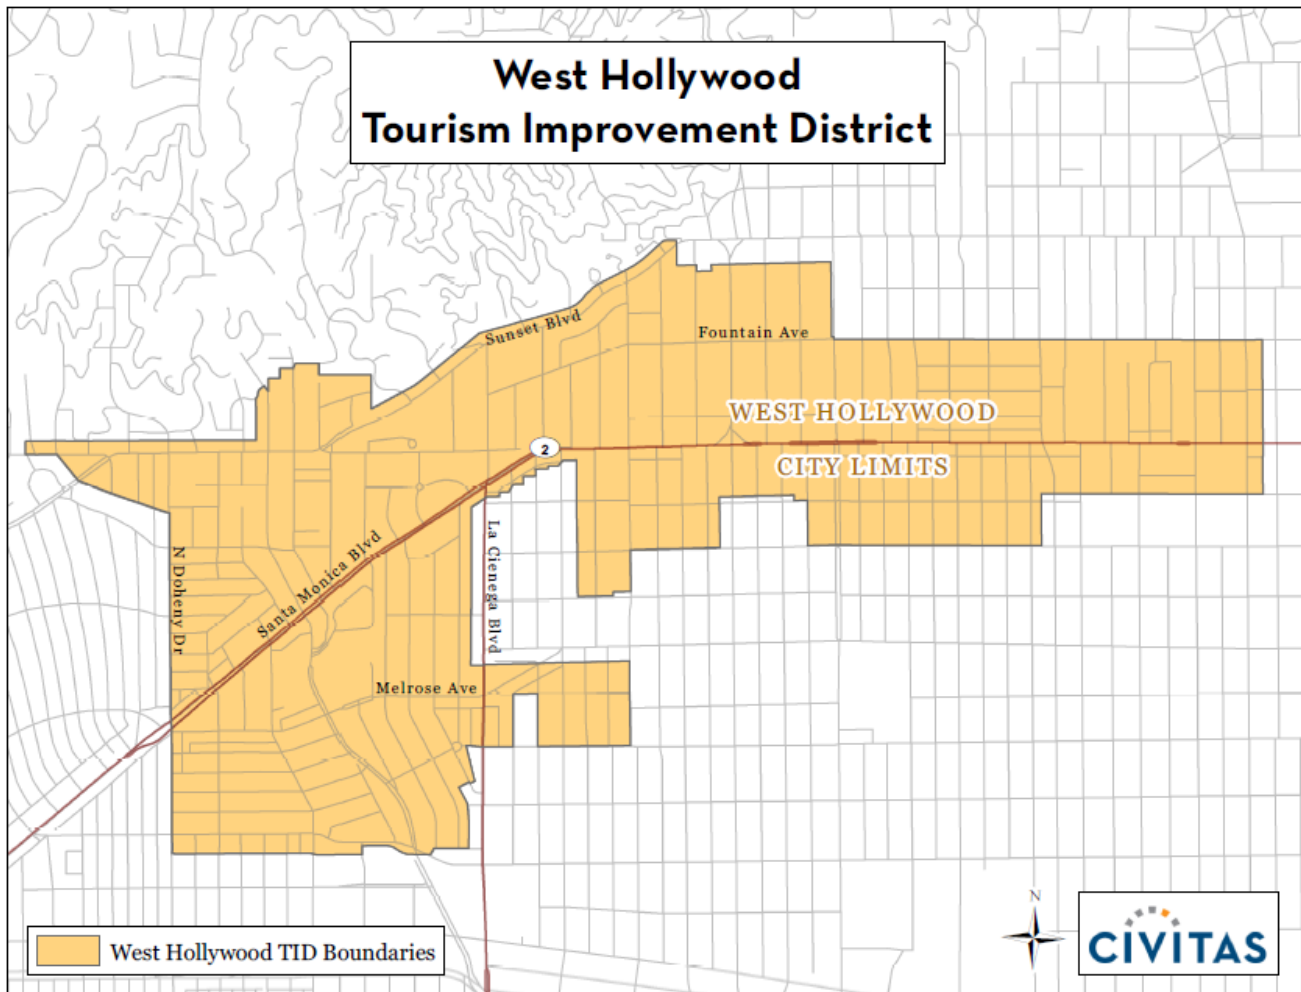 West Hollywood
Tourism Improvement District
Sunset Blvd
Fountain Ave
WEST HOLLYWOOD
2
CITY LIMITS
N Doheny Dr
Santa Monica Blvd
La Cienega Blvd
Melrose Ave
West Hollywood TID Boundaries
N
CIVITAS